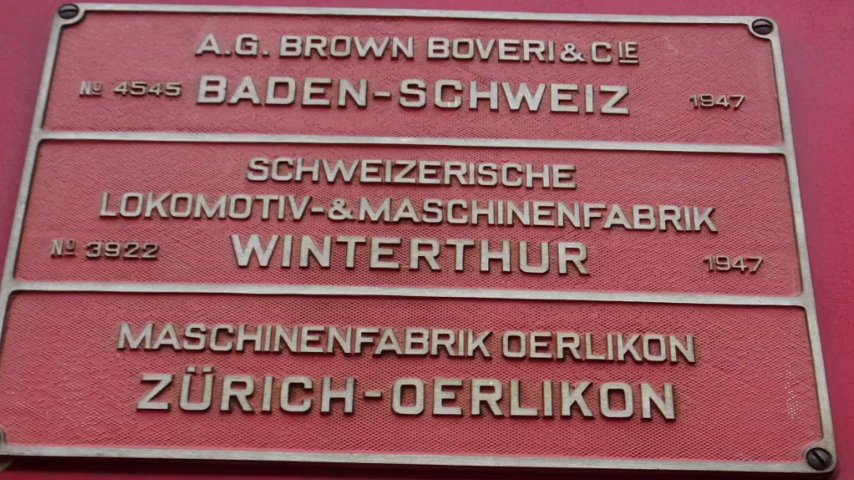 A.G. BROWN BOVERI & CIE
No 4545 BADEN-SCHWEIZ 1947
SCHWEIZERISCHE
LOKOMOTIV-&MASCHINENFABRIK
No 3922 WINTERTHUR 1947
MASCHINENFABRIK OERLIKON
ZÜRICH-OERLIKON